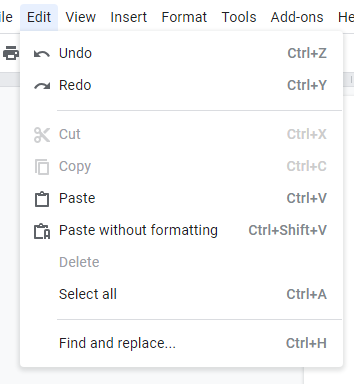 ile Edit View Insert Format Tools Add-ons He
Undo Ctrl+Z
Redo Ctrl+Y
Cut Ctrl+X
Copy Ctrl+C
Paste Ctrl+V
Paste without formatting Ctrl+Shift+V
Delete
Select all Ctrl+A
Find and replace... Ctrl+H